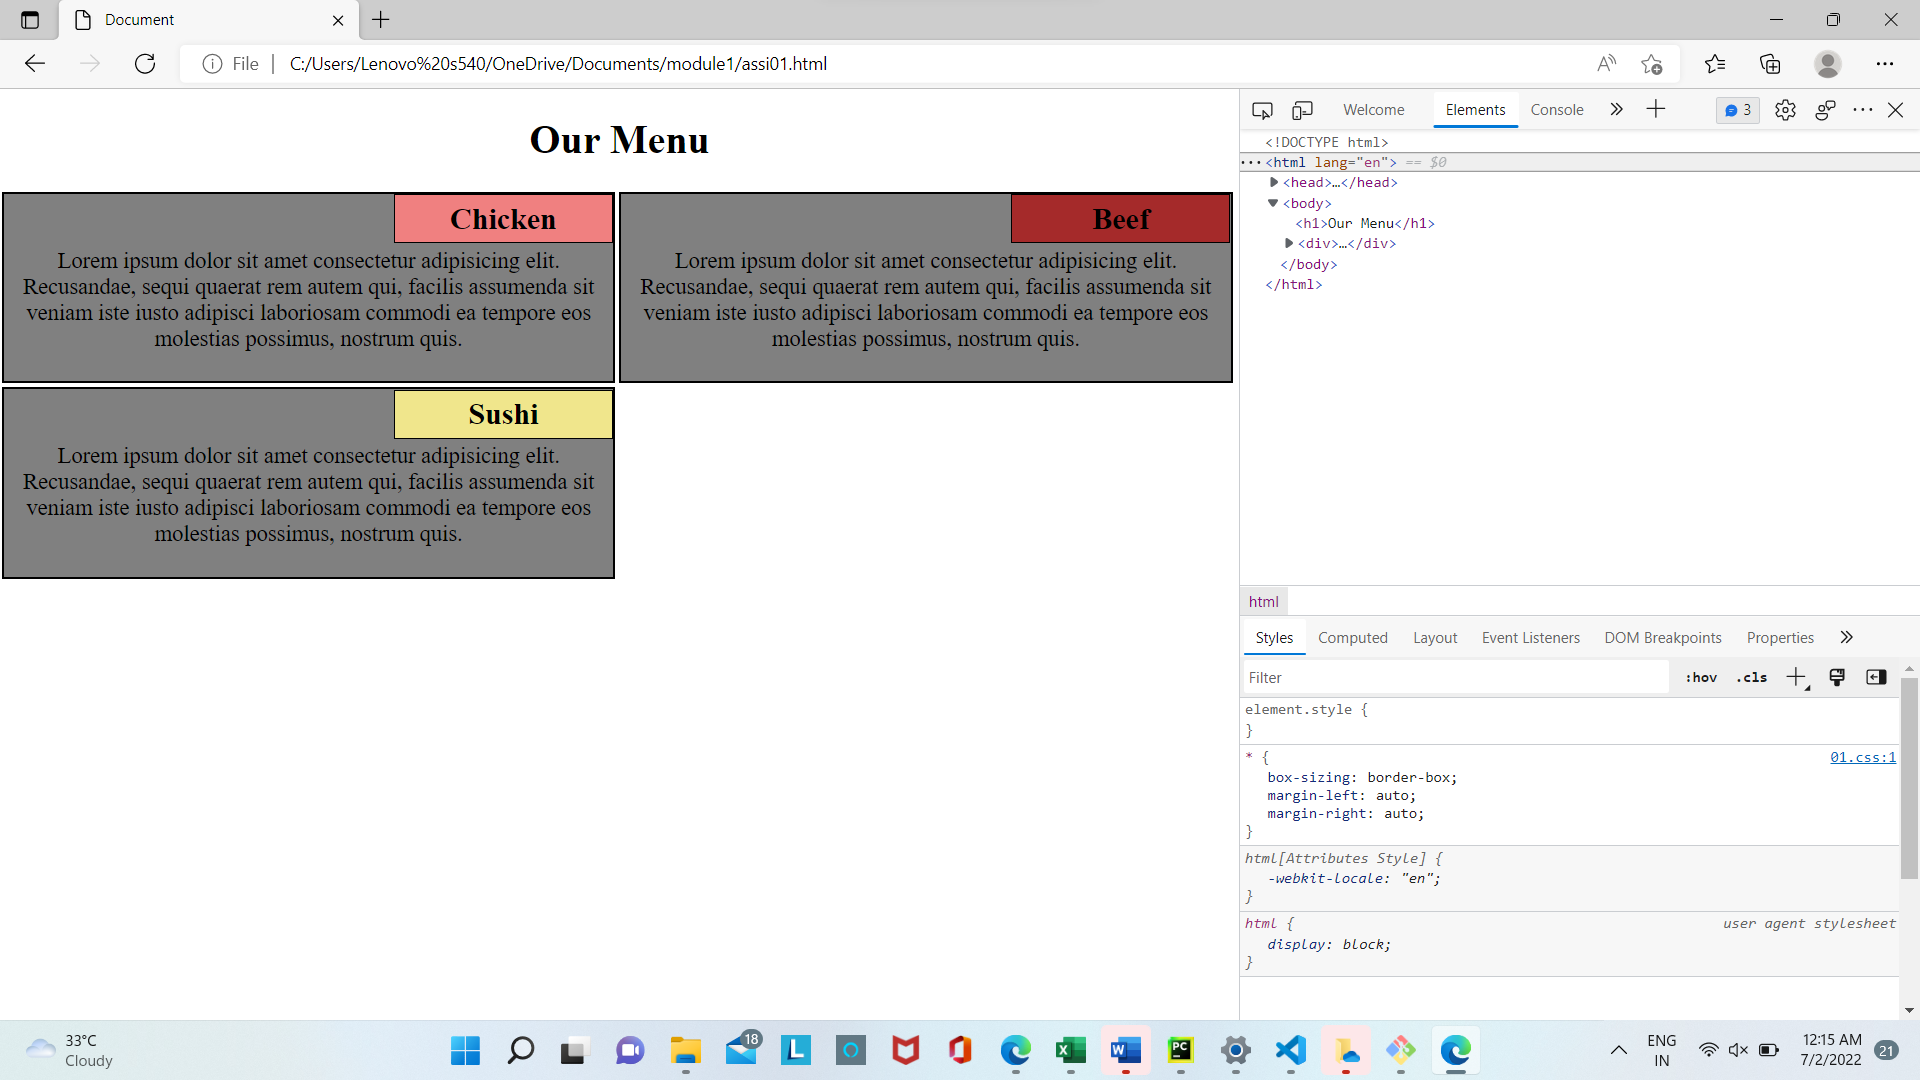 Document
File
C:/Users/Lenovo%20s540/OneDrive/Documents/module1/assi01.html
Our Menu
Chicken
Lorem ipsum dolor sit amet consectetur adipisicing elit.
Recusandae, sequi quaerat rem autem qui, facilis assumenda sit
veniam iste iusto adipisci laboriosam commodi ea tempore eos
molestias possimus, nostrum quis.
Beef
Lorem ipsum dolor sit amet consectetur adipisicing elit.
Recusandae, sequi quaerat rem autem qui, facilis assumenda sit
veniam iste iusto adipisci laboriosam commodi ea tempore eos
molestias possimus, nostrum quis.
Sushi
Lorem ipsum dolor sit amet consectetur adipisicing elit.
Recusandae, sequi quaerat rem autem qui, facilis assumenda sit
veniam iste iusto adipisci laboriosam commodi ea tempore eos
molestias possimus, nostrum quis.
Welcome Elements Console 3
<!DOCTYPE html>
<html lang="en"> == $0
<head>…</head>
<body>
<h1>Our Menu</h1>
<div>…</div>
</body>
</html>
html
Styles Computed Layout Event Listeners DOM Breakpoints Properties
Filter :hov .cls
element.style {
}
* { 01.css:1
box-sizing: border-box;
margin-left: auto;
margin-right: auto;
}
html[Attributes Style] {
-webkit-locale: "en";
}
html { user agent stylesheet
display: block;
}
33°C
Cloudy
18
L
PC
ENG
IN
12:15 AM
7/2/2022
21